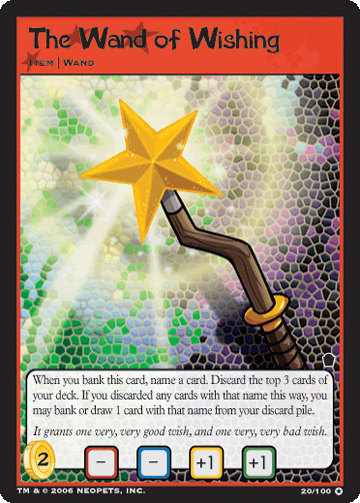 The Wand of Wishing
Item | Wand
When you bank this card, name a card. Discard the top 3 cards of
your deck. If you discarded any cards with that name this way, you
may bank or draw 1 card with that name from your discard pile.
It grants one very, very good wish, and one very, very bad wish.
2
– – +1 +1
TM & © 2006 NEOPETS, INC. 20/100